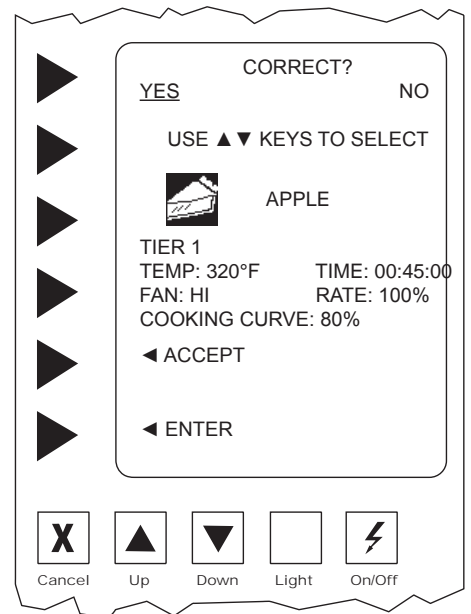 CORRECT?
YES NO
USE ▲▼ KEYS TO SELECT
APPLE
TIER 1
TEMP: 320°F TIME: 00:45:00
FAN: HI RATE: 100%
COOKING CURVE: 80%
◄ ACCEPT
◄ ENTER
X
Cancel Up Down Light On/Off